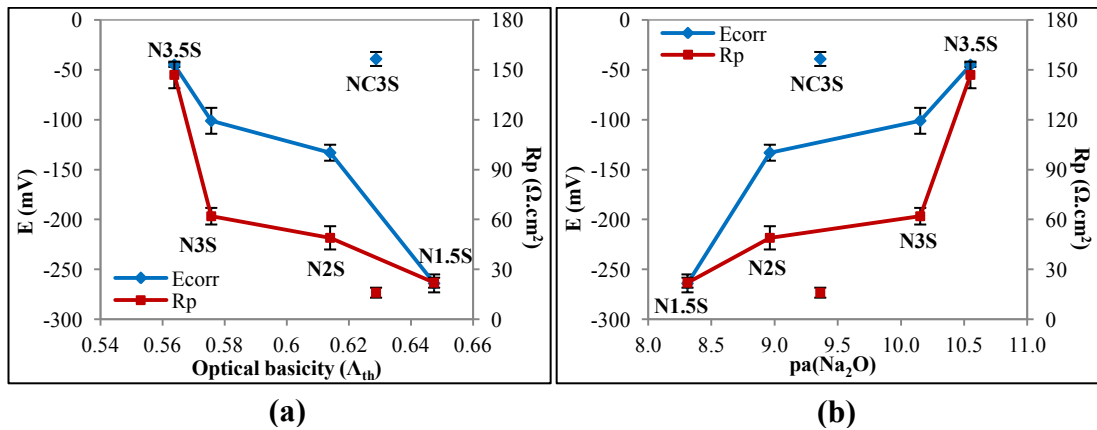 0
-50
-100
-150
-200
-250
-300
E (mV)
180
150
120
90
60
30
0
Rp (Ω.cm²)
N3.5S
NC3S
N3S
N2S
N1.5S
Ecorr
Rp
0.54 0.56 0.58 0.60 0.62 0.64 0.66
Optical basicity (Λth)
(a)
0
-50
-100
-150
-200
-250
-300
E (mV)
180
150
120
90
60
30
0
Rp (Ω.cm²)
Ecorr
Rp
N3.5S
NC3S
N3S
N2S
N1.5S
8.0 8.5 9.0 9.5 10.0 10.5 11.0
pa(Na₂O)
(b)